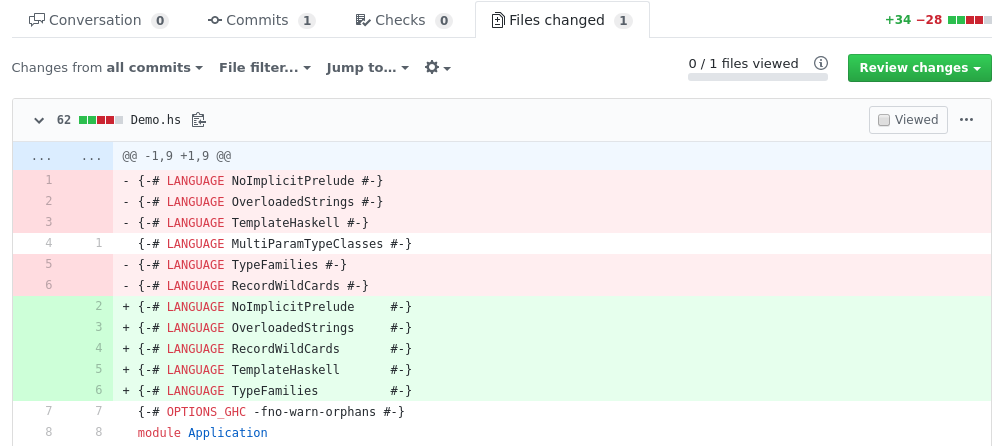 Conversation 0 Commits 1 Checks 0 Files changed 1 +34 −28
Changes from all commits File filter... Jump to... 0 / 1 files viewed Review changes
62 Demo.hs Viewed
... ... @@ -1,9 +1,9 @@
1 - {-# LANGUAGE NoImplicitPrelude #-}
2 - {-# LANGUAGE OverloadedStrings #-}
3 - {-# LANGUAGE TemplateHaskell #-}
4 1 {-# LANGUAGE MultiParamTypeClasses #-}
5 - {-# LANGUAGE TypeFamilies #-}
6 - {-# LANGUAGE RecordWildCards #-}
2 + {-# LANGUAGE NoImplicitPrelude     #-}
3 + {-# LANGUAGE OverloadedStrings     #-}
4 + {-# LANGUAGE RecordWildCards       #-}
5 + {-# LANGUAGE TemplateHaskell       #-}
6 + {-# LANGUAGE TypeFamilies          #-}
7 7 {-# OPTIONS_GHC -fno-warn-orphans #-}
8 8 module Application